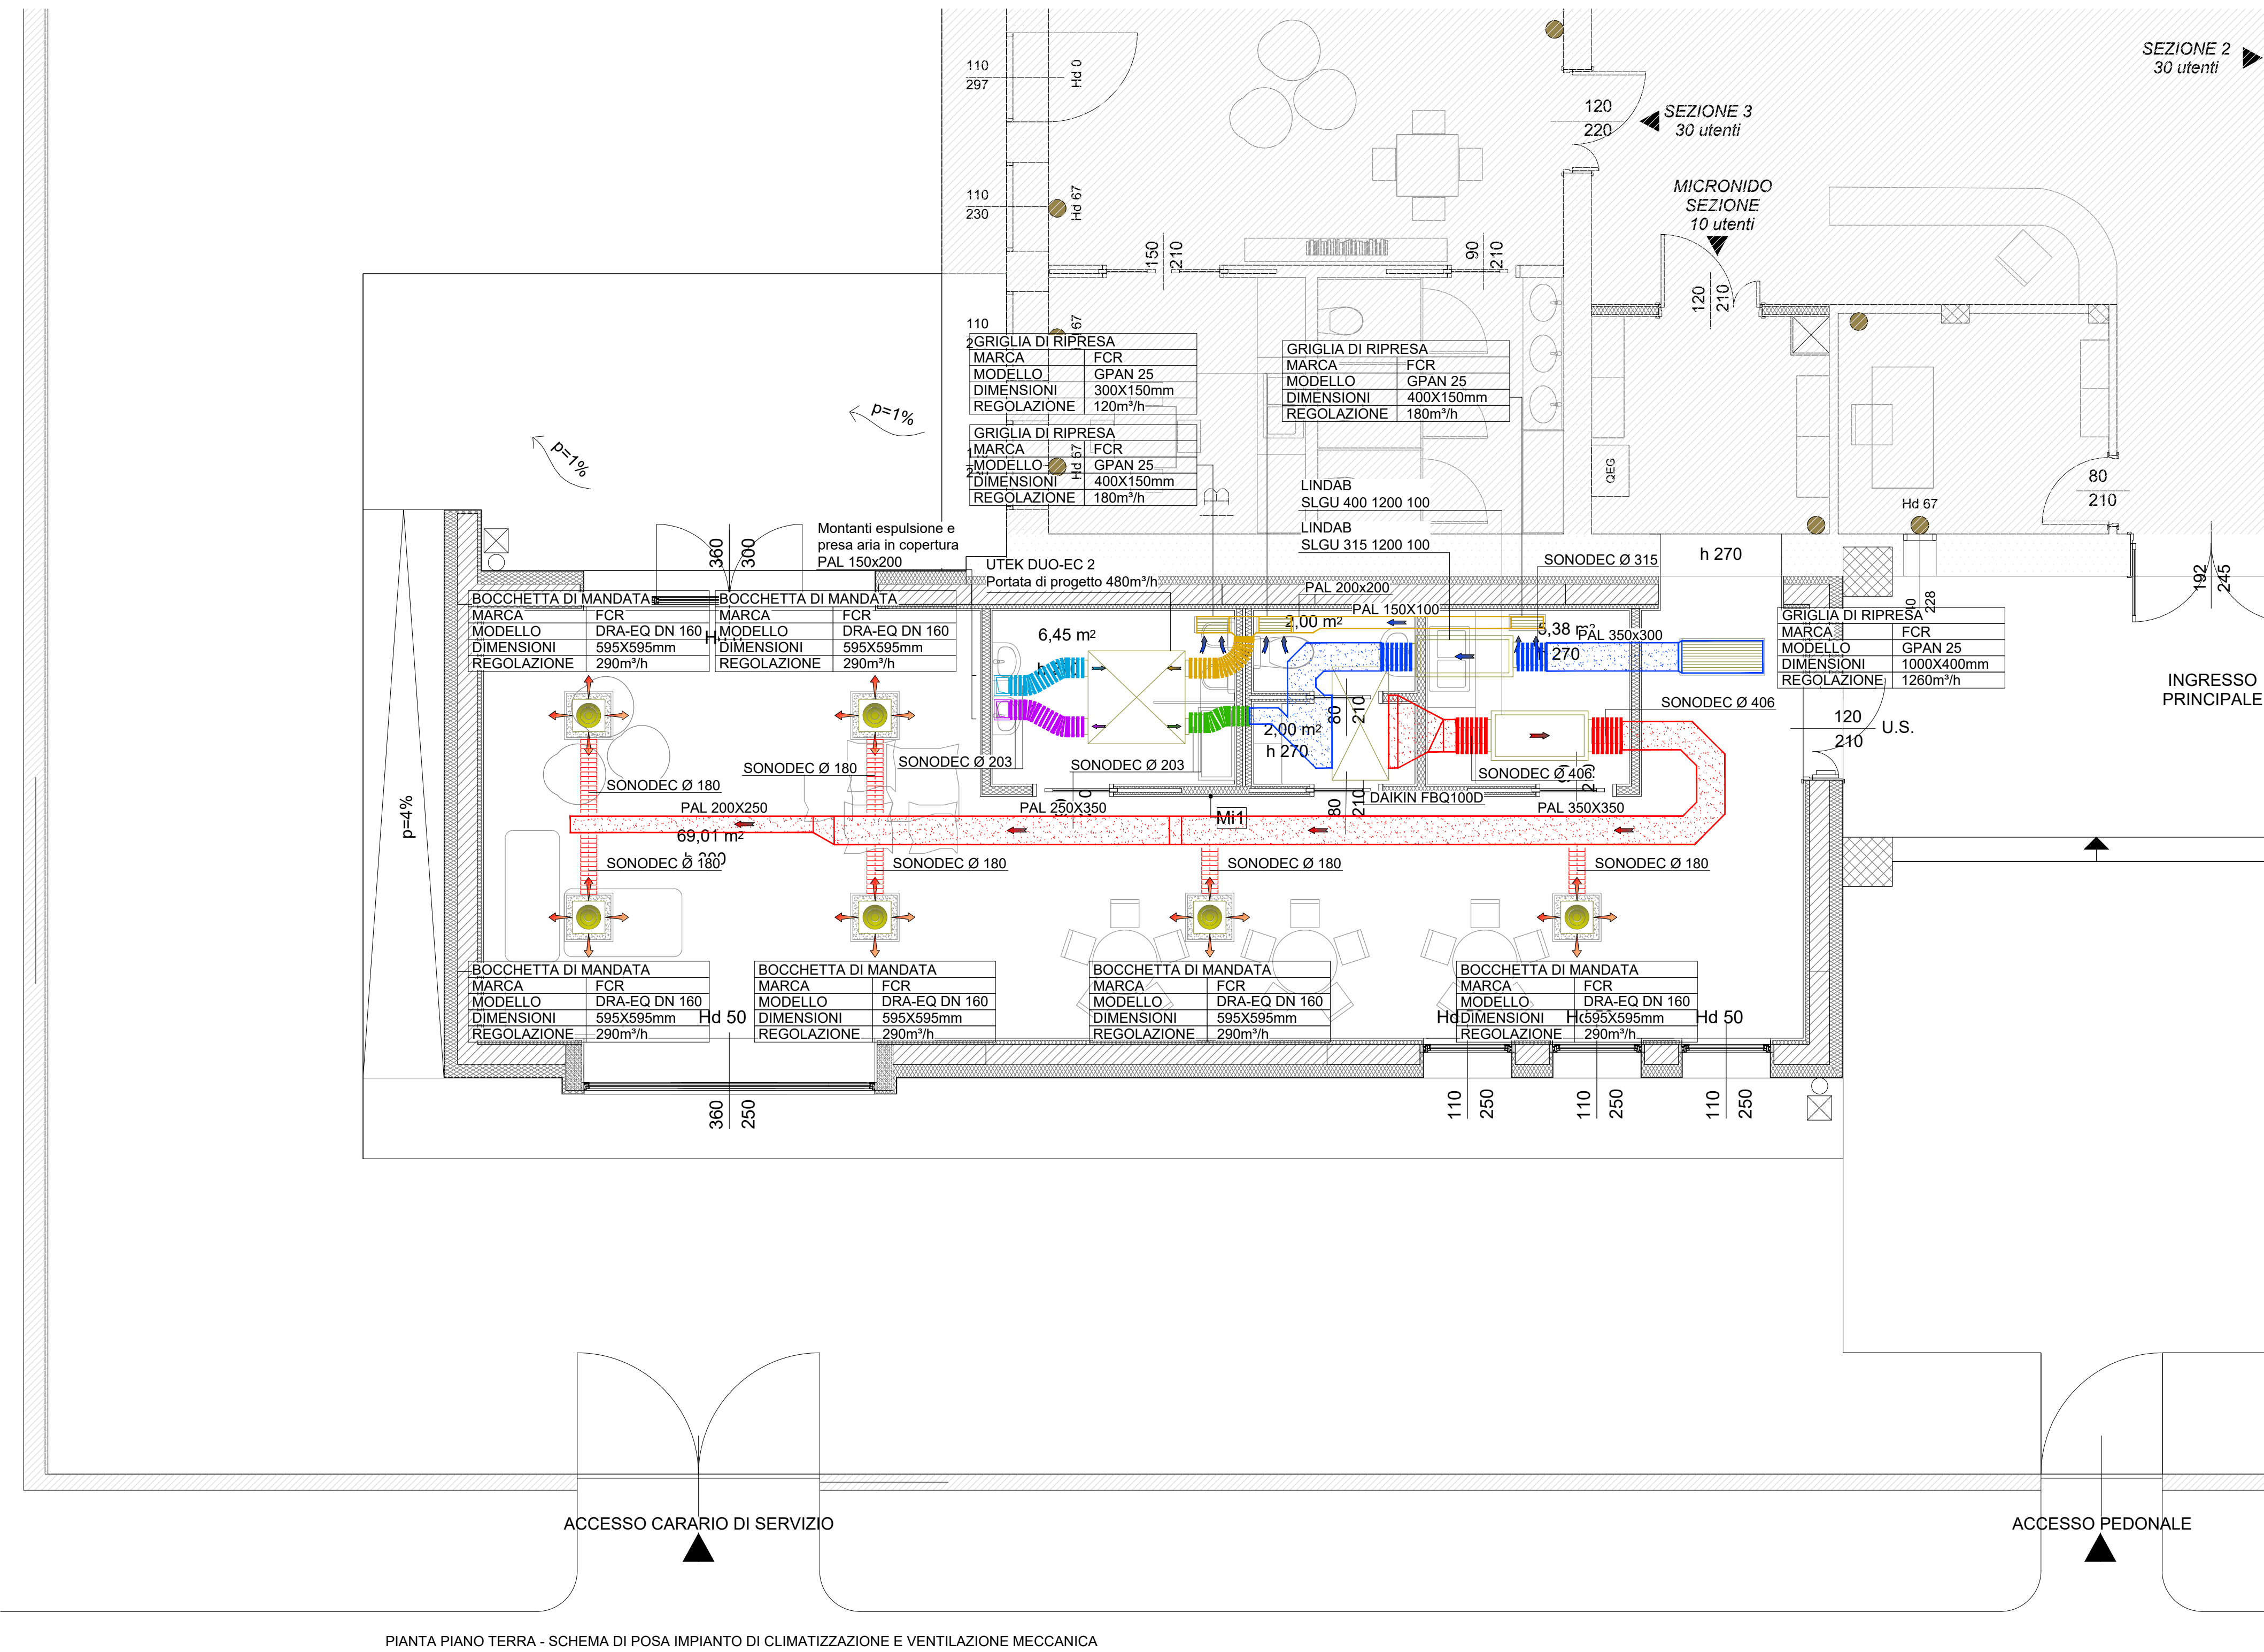 SEZIONE 2
30 utenti
110
297
Hd 0
120
220
SEZIONE 3
30 utenti
MICRONIDO
SEZIONE
10 utenti
110
230
Hd 67
150
210
90
210
120
210
110
GRIGLIA DI RIPRESA
MARCA FCR
MODELLO GPAN 25
DIMENSIONI 300X150mm
REGOLAZIONE 120m³/h
GRIGLIA DI RIPRESA
MARCA FCR
MODELLO GPAN 25
DIMENSIONI 400X150mm
REGOLAZIONE 180m³/h
GRIGLIA DI RIPRESA
MARCA FCR
MODELLO GPAN 25
DIMENSIONI 400X150mm
REGOLAZIONE 180m³/h
Hd 67
p=1%
p=1%
QEG
80
210
Hd 67
LINDAB
SLGU 400 1200 100
LINDAB
SLGU 315 1200 100
Montanti espulsione e
presa aria in copertura
PAL 150x200
360
300
UTEK DUO-EC 2
Portata di progetto 480m³/h
SONODEC Ø 315
h 270
PAL 200x200
PAL 150X100
192
245
228
BOCCHETTA DI MANDATA
MARCA FCR
MODELLO DRA-EQ DN 160
DIMENSIONI 595X595mm
REGOLAZIONE 290m³/h
BOCCHETTA DI MANDATA
MARCA FCR
MODELLO DRA-EQ DN 160
DIMENSIONI 595X595mm
REGOLAZIONE 290m³/h
6,45 m²
2,00 m²
5,38 m²
h 270
PAL 350x300
GRIGLIA DI RIPRESA
MARCA FCR
MODELLO GPAN 25
DIMENSIONI 1000X400mm
REGOLAZIONE 1260m³/h
INGRESSO
PRINCIPALE
SONODEC Ø 406
120
210
U.S.
80
210
2,00 m²
h 270
SONODEC Ø 180
SONODEC Ø 180
SONODEC Ø 203
SONODEC Ø 203
SONODEC Ø 406
DAIKIN FBQ100D
PAL 200X250
PAL 250X350
PAL 350X350
80
210
Mi1
p=4%
69,01 m²
SONODEC Ø 180
SONODEC Ø 180
SONODEC Ø 180
SONODEC Ø 180
BOCCHETTA DI MANDATA
MARCA FCR
MODELLO DRA-EQ DN 160
DIMENSIONI 595X595mm
REGOLAZIONE 290m³/h
BOCCHETTA DI MANDATA
MARCA FCR
MODELLO DRA-EQ DN 160
DIMENSIONI 595X595mm
REGOLAZIONE 290m³/h
BOCCHETTA DI MANDATA
MARCA FCR
MODELLO DRA-EQ DN 160
DIMENSIONI 595X595mm
REGOLAZIONE 290m³/h
BOCCHETTA DI MANDATA
MARCA FCR
MODELLO DRA-EQ DN 160
DIMENSIONI 595X595mm
REGOLAZIONE 290m³/h
Hd 50
Hd
Hd 50
360
250
110
250
110
250
110
250
ACCESSO CARARIO DI SERVIZIO
ACCESSO PEDONALE
PIANTA PIANO TERRA - SCHEMA DI POSA IMPIANTO DI CLIMATIZZAZIONE E VENTILAZIONE MECCANICA